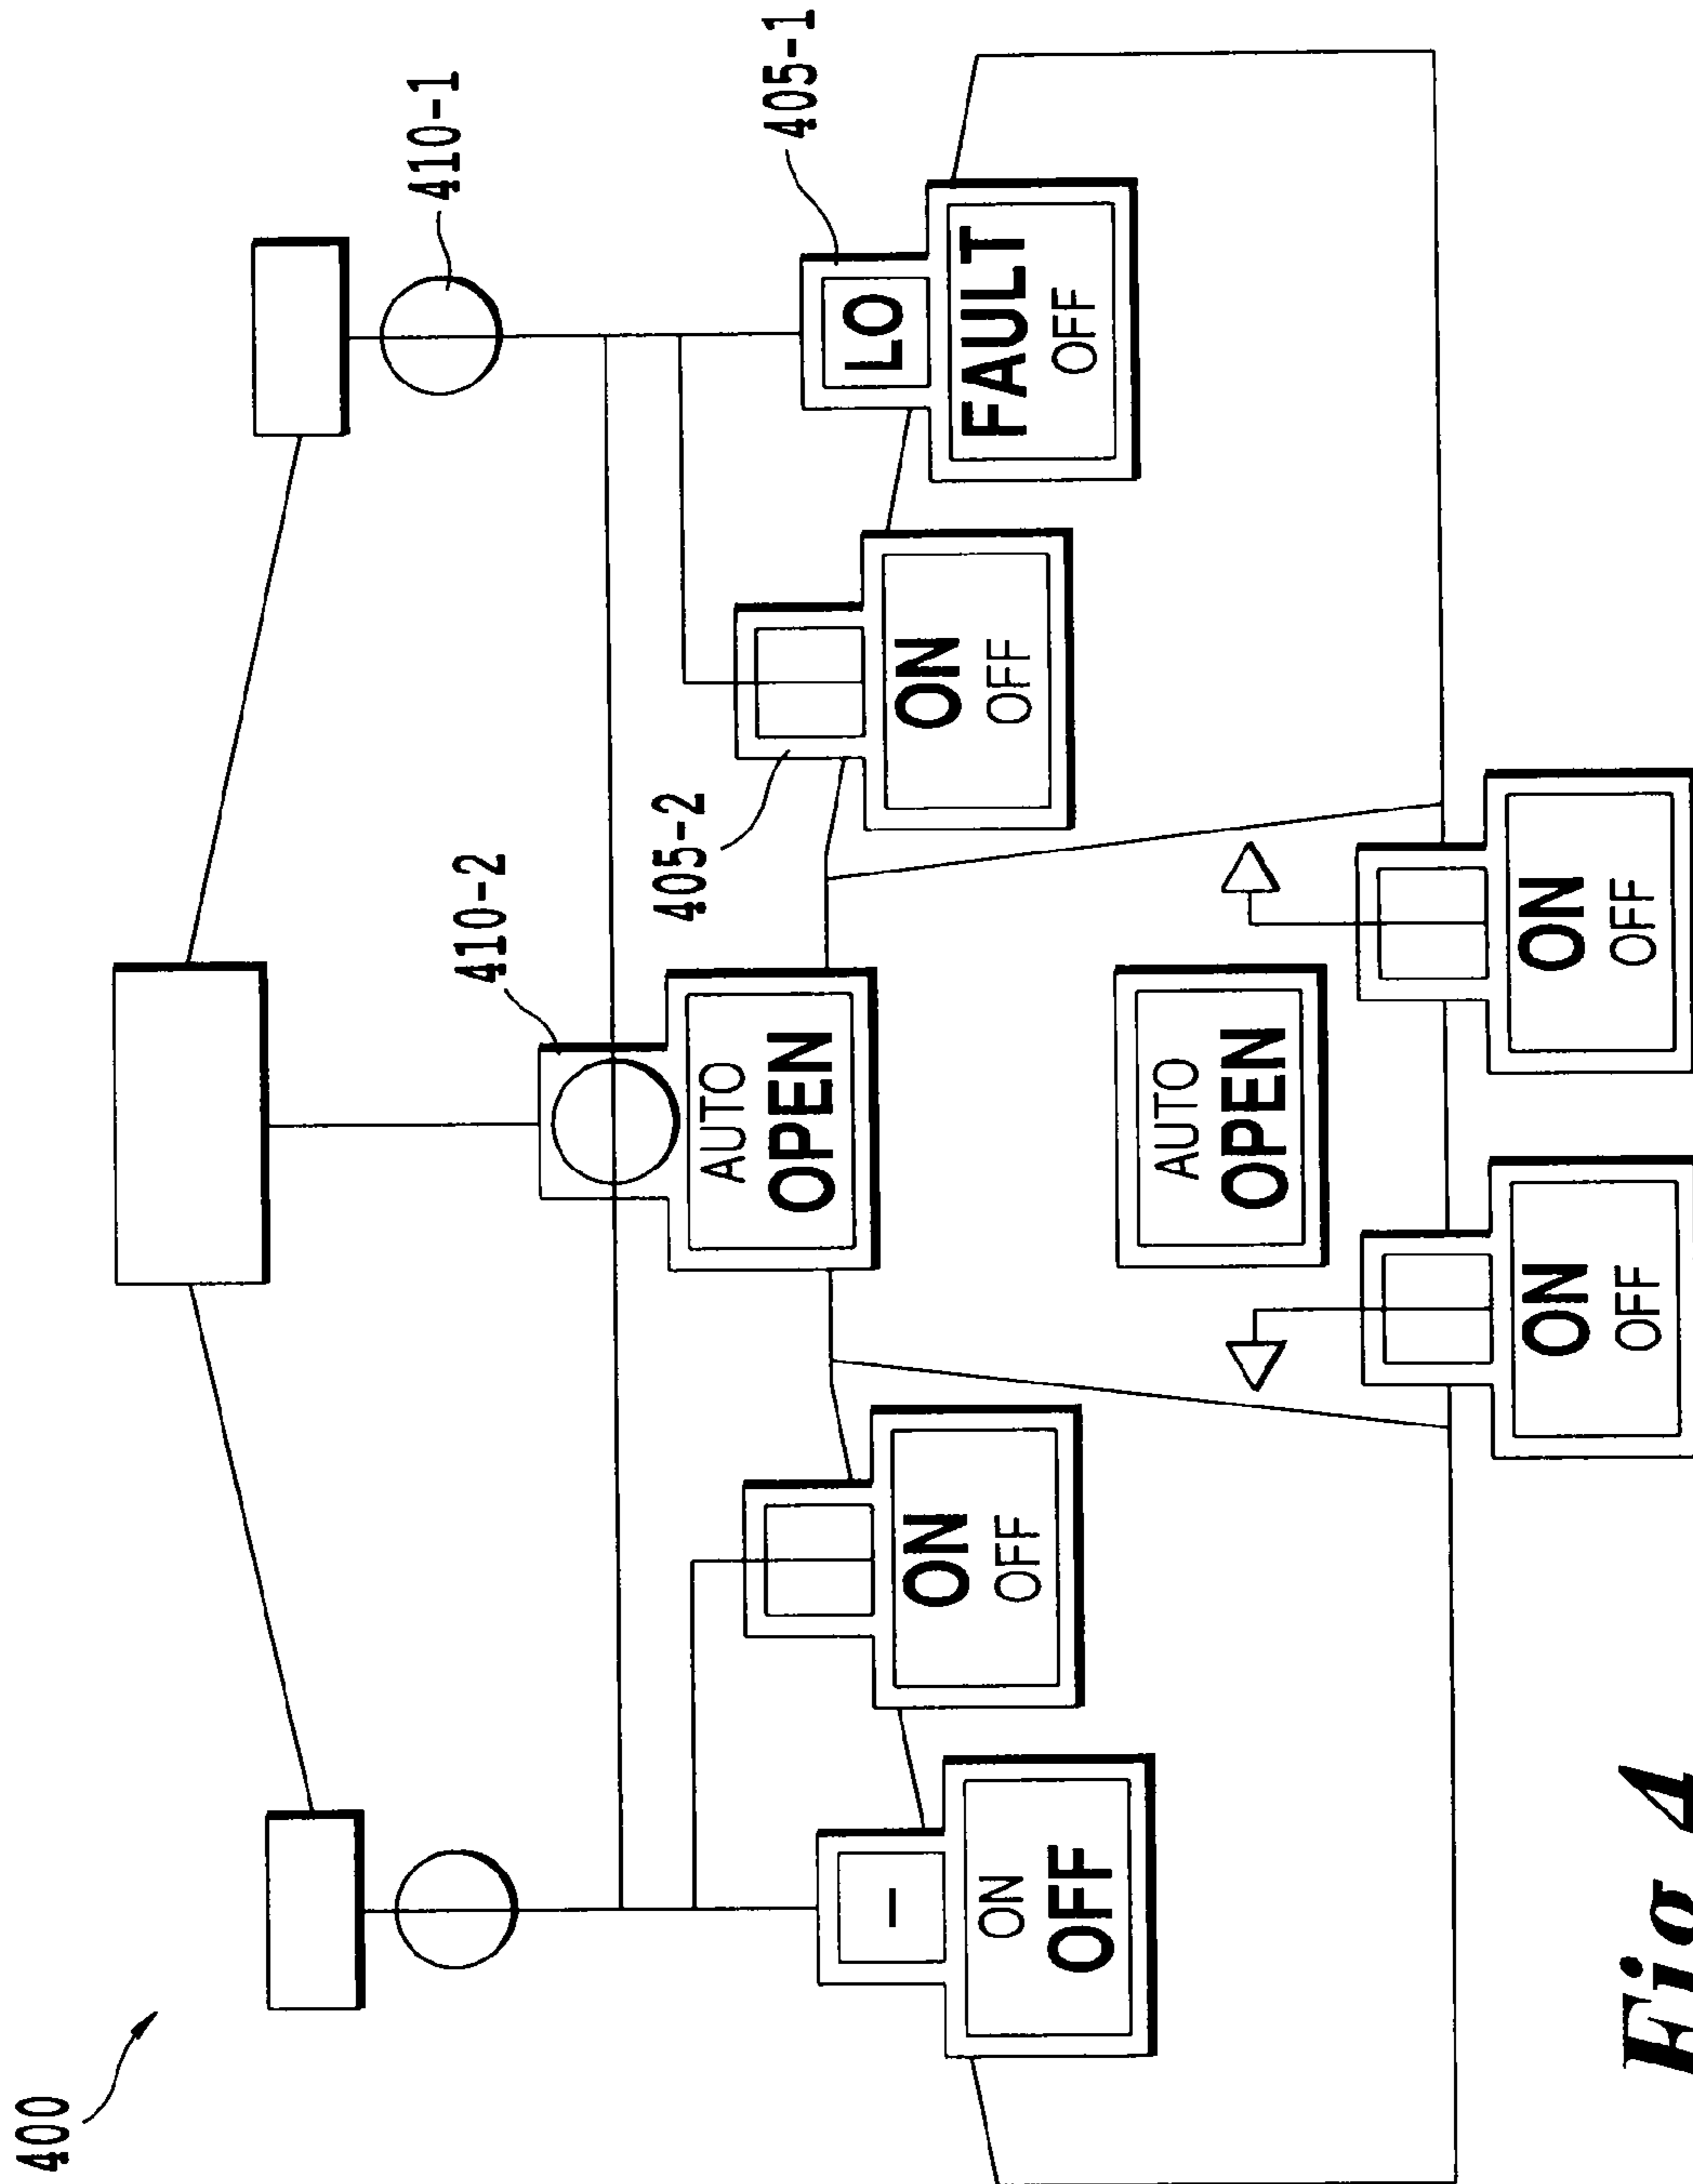 400
410-1
410-2
405-1
405-2
AUTO
OPEN
–
ON
OFF
ON
OFF
ON
OFF
LO
FAULT
OFF
AUTO
OPEN
ON
OFF
ON
OFF
Fig 4